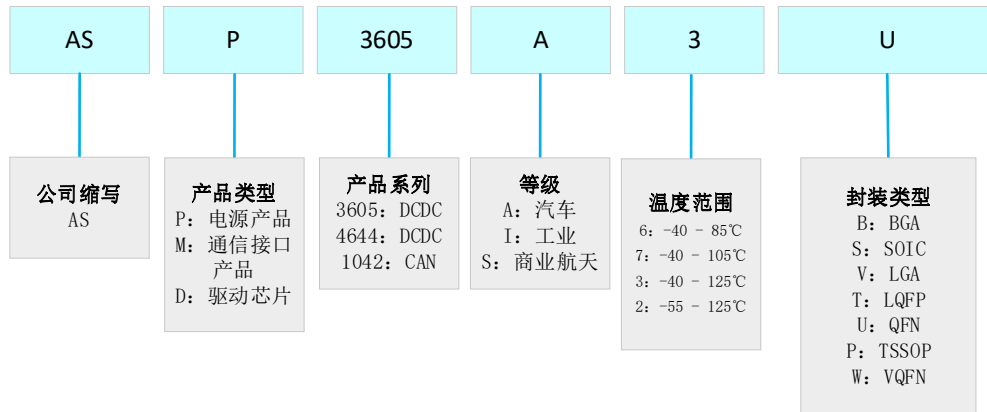 AS
P
3605
A
3
U
公司缩写
AS
产品类型
P：电源产品
M：通信接口
产品
D：驱动芯片
产品系列
3605：DCDC
4644：DCDC
1042：CAN
等级
A：汽车
I：工业
S：商业航天
温度范围
6：-40 - 85℃
7：-40 - 105℃
3：-40 - 125℃
2：-55 - 125℃
封装类型
B：BGA
S：SOIC
V：LGA
T：LQFP
U：QFN
P：TSSOP
W：VQFN